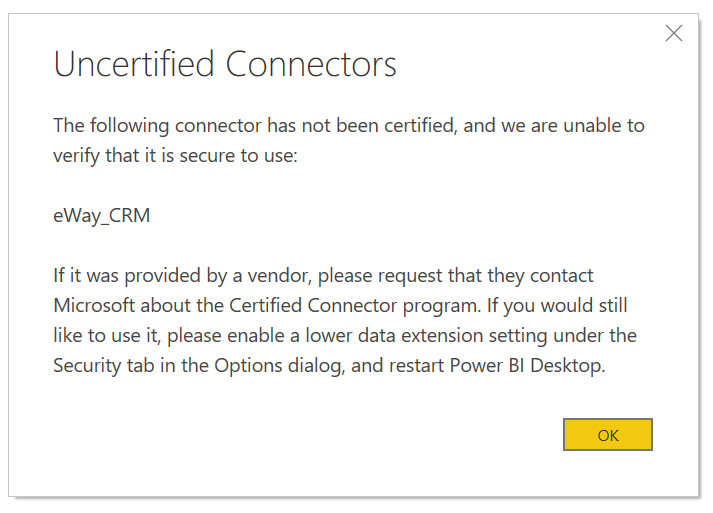 Uncertified Connectors
The following connector has not been certified, and we are unable to
verify that it is secure to use:
eWay_CRM
If it was provided by a vendor, please request that they contact
Microsoft about the Certified Connector program. If you would still
like to use it, please enable a lower data extension setting under the
Security tab in the Options dialog, and restart Power BI Desktop.
OK